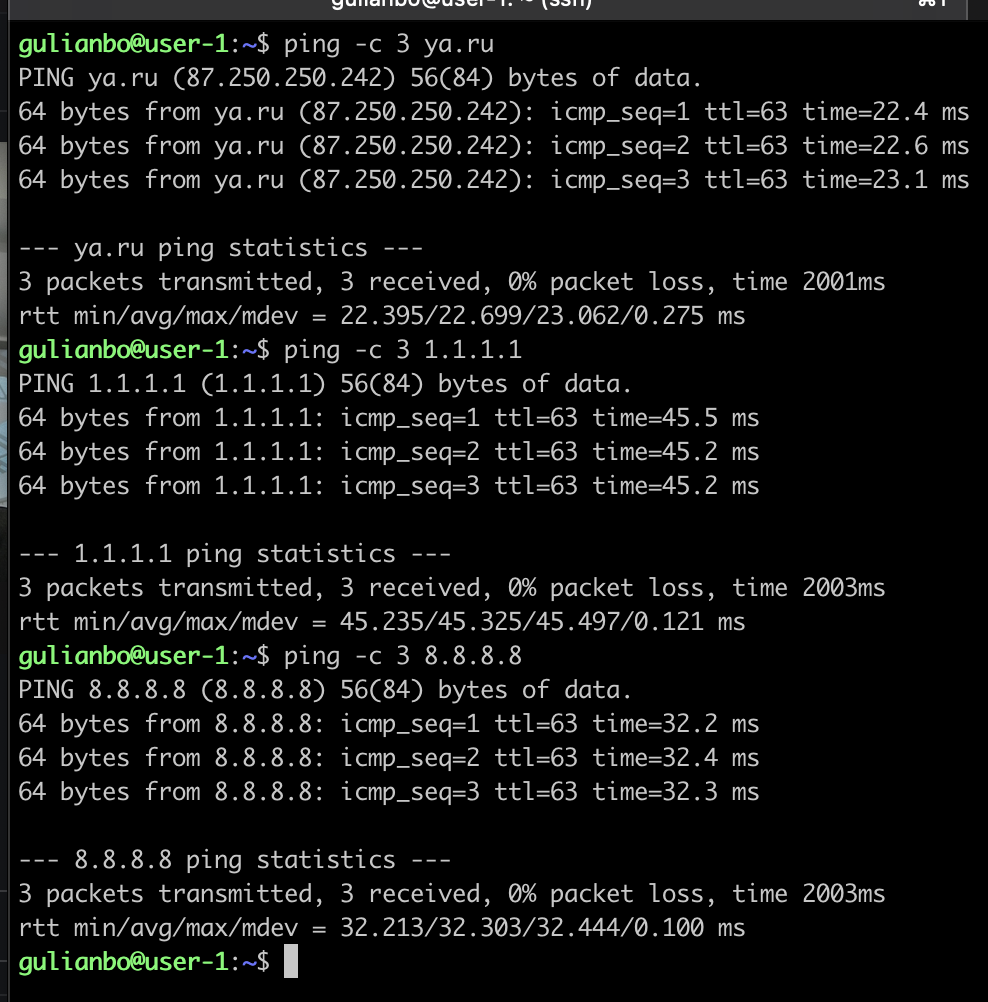 gulianbo@user-1: ~ (ssh)
gulianbo@user-1:~$ ping -c 3 ya.ru
PING ya.ru (87.250.250.242) 56(84) bytes of data.
64 bytes from ya.ru (87.250.250.242): icmp_seq=1 ttl=63 time=22.4 ms
64 bytes from ya.ru (87.250.250.242): icmp_seq=2 ttl=63 time=22.6 ms
64 bytes from ya.ru (87.250.250.242): icmp_seq=3 ttl=63 time=23.1 ms
--- ya.ru ping statistics ---
3 packets transmitted, 3 received, 0% packet loss, time 2001ms
rtt min/avg/max/mdev = 22.395/22.699/23.062/0.275 ms
gulianbo@user-1:~$ ping -c 3 1.1.1.1
PING 1.1.1.1 (1.1.1.1) 56(84) bytes of data.
64 bytes from 1.1.1.1: icmp_seq=1 ttl=63 time=45.5 ms
64 bytes from 1.1.1.1: icmp_seq=2 ttl=63 time=45.2 ms
64 bytes from 1.1.1.1: icmp_seq=3 ttl=63 time=45.2 ms
--- 1.1.1.1 ping statistics ---
3 packets transmitted, 3 received, 0% packet loss, time 2003ms
rtt min/avg/max/mdev = 45.235/45.325/45.497/0.121 ms
gulianbo@user-1:~$ ping -c 3 8.8.8.8
PING 8.8.8.8 (8.8.8.8) 56(84) bytes of data.
64 bytes from 8.8.8.8: icmp_seq=1 ttl=63 time=32.2 ms
64 bytes from 8.8.8.8: icmp_seq=2 ttl=63 time=32.4 ms
64 bytes from 8.8.8.8: icmp_seq=3 ttl=63 time=32.3 ms
--- 8.8.8.8 ping statistics ---
3 packets transmitted, 3 received, 0% packet loss, time 2003ms
rtt min/avg/max/mdev = 32.213/32.303/32.444/0.100 ms
gulianbo@user-1:~$